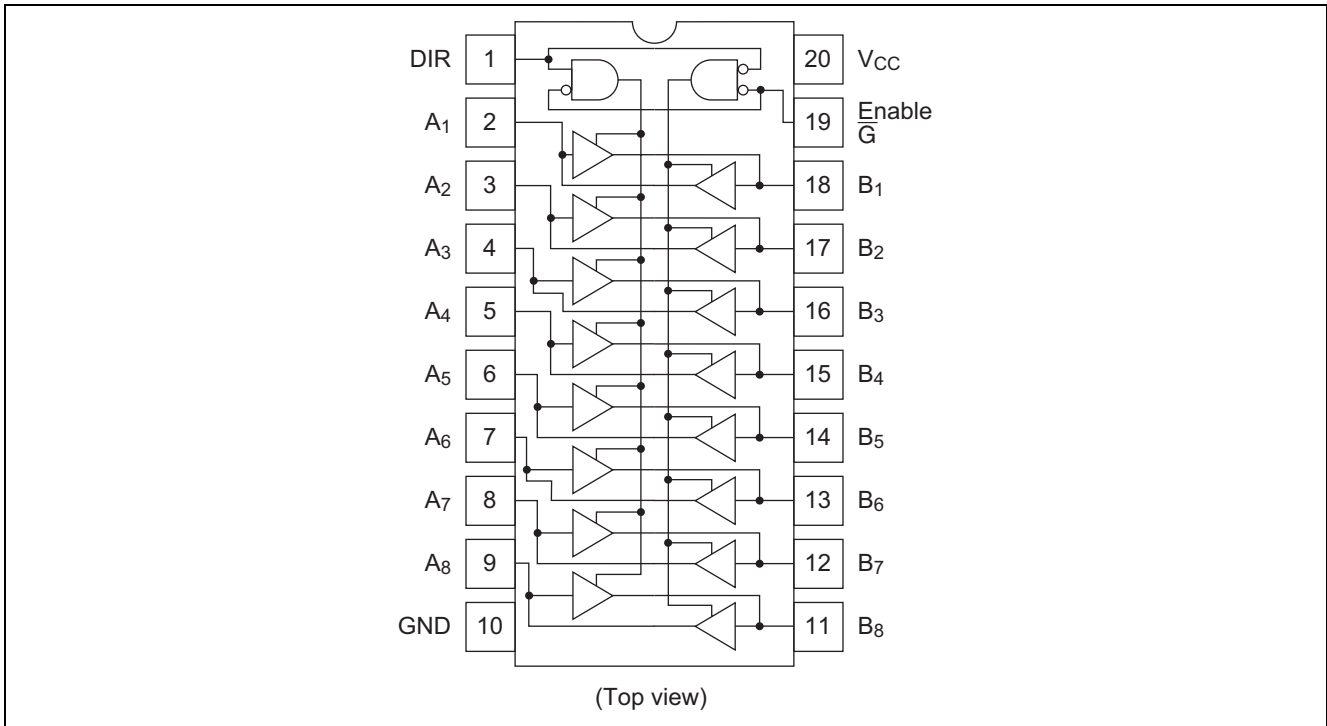 DIR 1 20 VCC
A1 2 19 Enable G
A2 3 18 B1
A3 4 17 B2
A4 5 16 B3
A5 6 15 B4
A6 7 14 B5
A7 8 13 B6
A8 9 12 B7
GND 10 11 B8
(Top view)